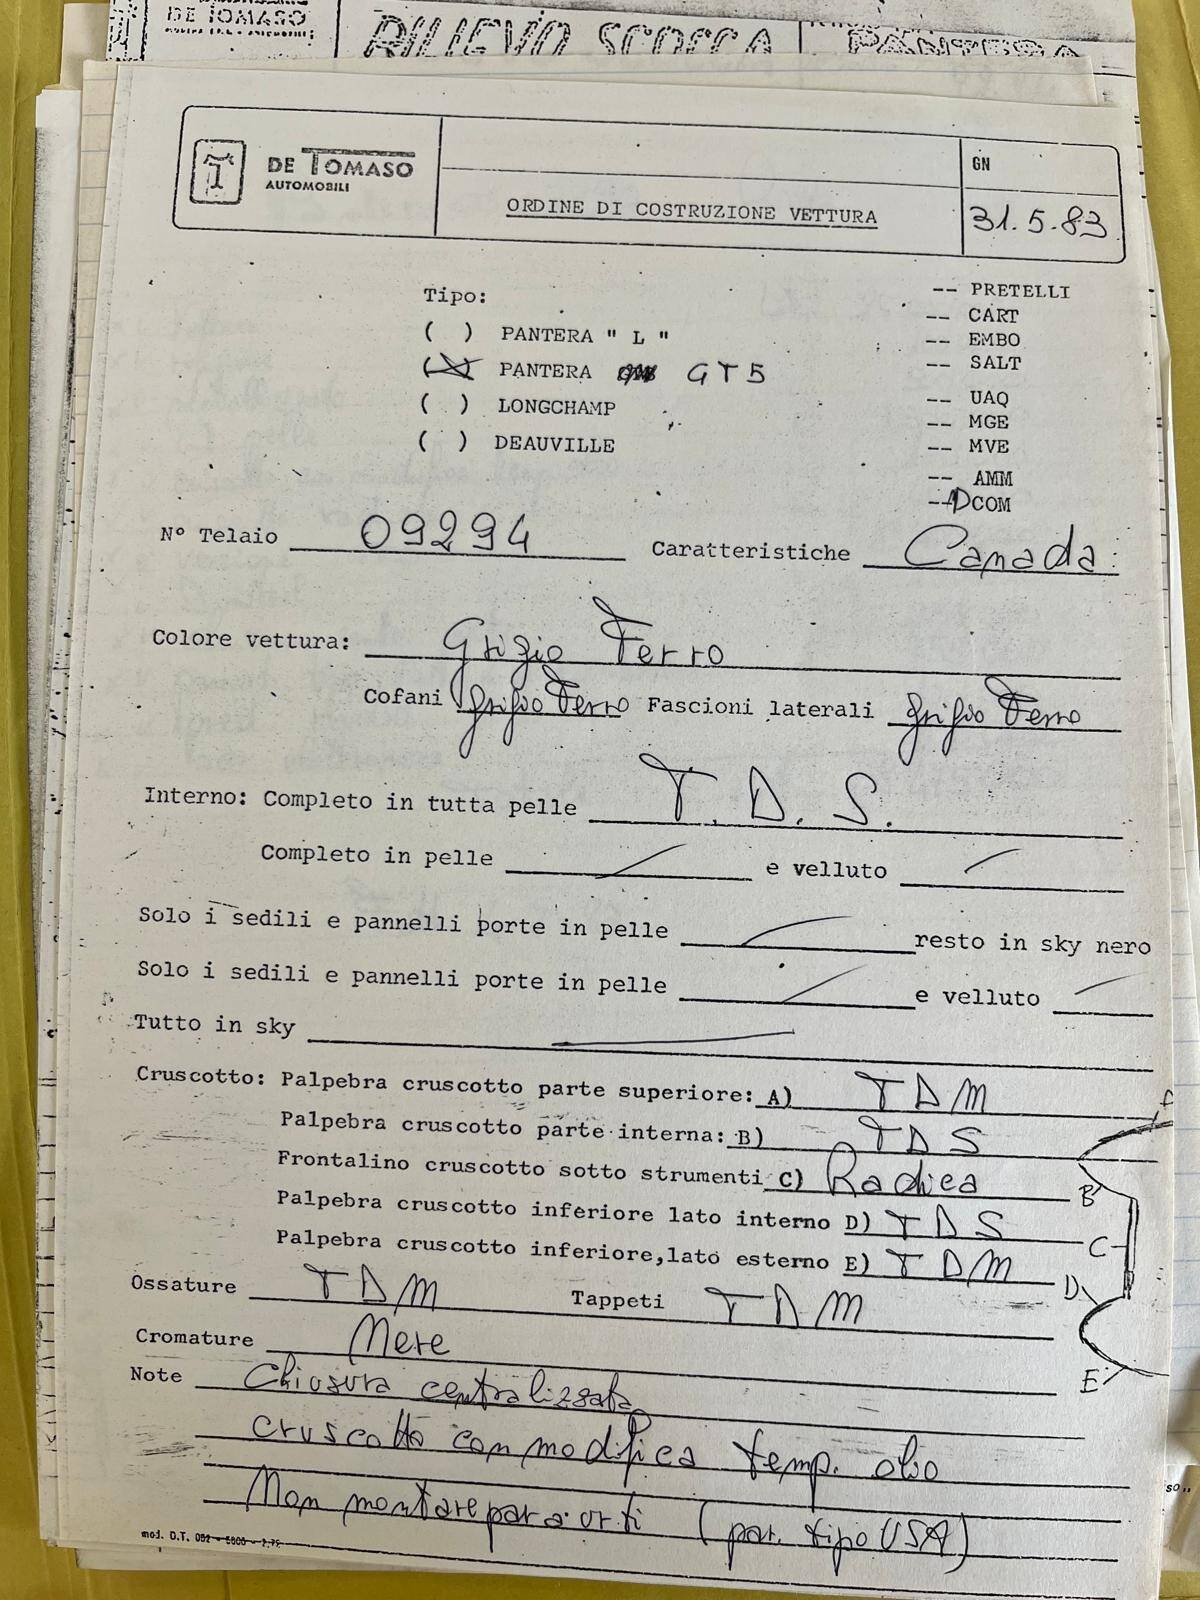 DE TOMASO
RILIEVO SCOCCA
PANTERA
DE TOMASO
AUTOMOBILI
ORDINE DI COSTRUZIONE VETTURA
GN
31.5.83
Tipo:
( ) PANTERA " L "
(X) PANTERA GT5
( ) LONGCHAMP
( ) DEAUVILLE
-- PRETELLI
-- CART
-- EMBO
-- SALT
-- UAQ
-- MGE
-- MVE
-- AMM
-- COM
N° Telaio 09294 Caratteristiche Canada
Colore vettura: Grigio Ferro
Cofani Grigio Ferro Fascioni laterali Grigio Ferro
Interno: Completo in tutta pelle T.D.S.
Completo in pelle / e velluto /
Solo i sedili e pannelli porte in pelle / resto in sky nero
Solo i sedili e pannelli porte in pelle / e velluto /
Tutto in sky
Cruscotto: Palpebra cruscotto parte superiore: A) TDM
Palpebra cruscotto parte interna: B) TDS
Frontalino cruscotto sotto strumenti C) Radica
Palpebra cruscotto inferiore lato interno D) TDS
Palpebra cruscotto inferiore, lato esterno E) TDM
A
B
C
D
E
Ossature TDM Tappeti TDM
Cromature Nere
Note Chiusura centralizzata
cruscotto con modifica temp. olio
Non montare para urti (par. tipo USA)
mod. D.T. 002